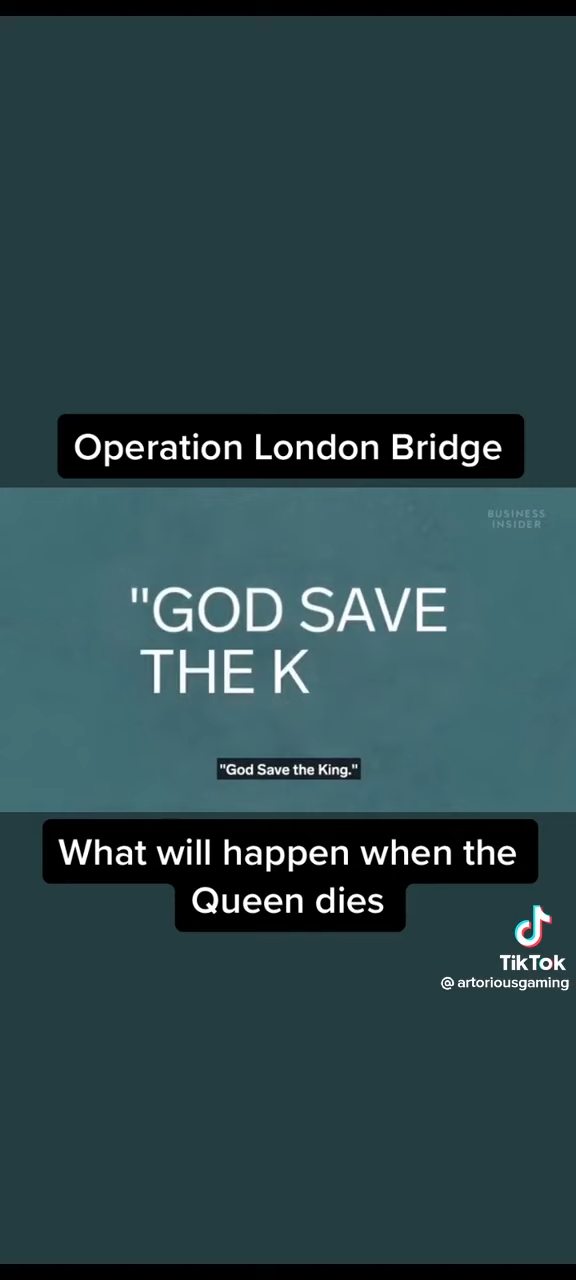 Operation London Bridge
BUSINESS
INSIDER
"GOD SAVE
THE K
"God Save the King."
What will happen when the
Queen dies
TikTok
@ artoriousgaming